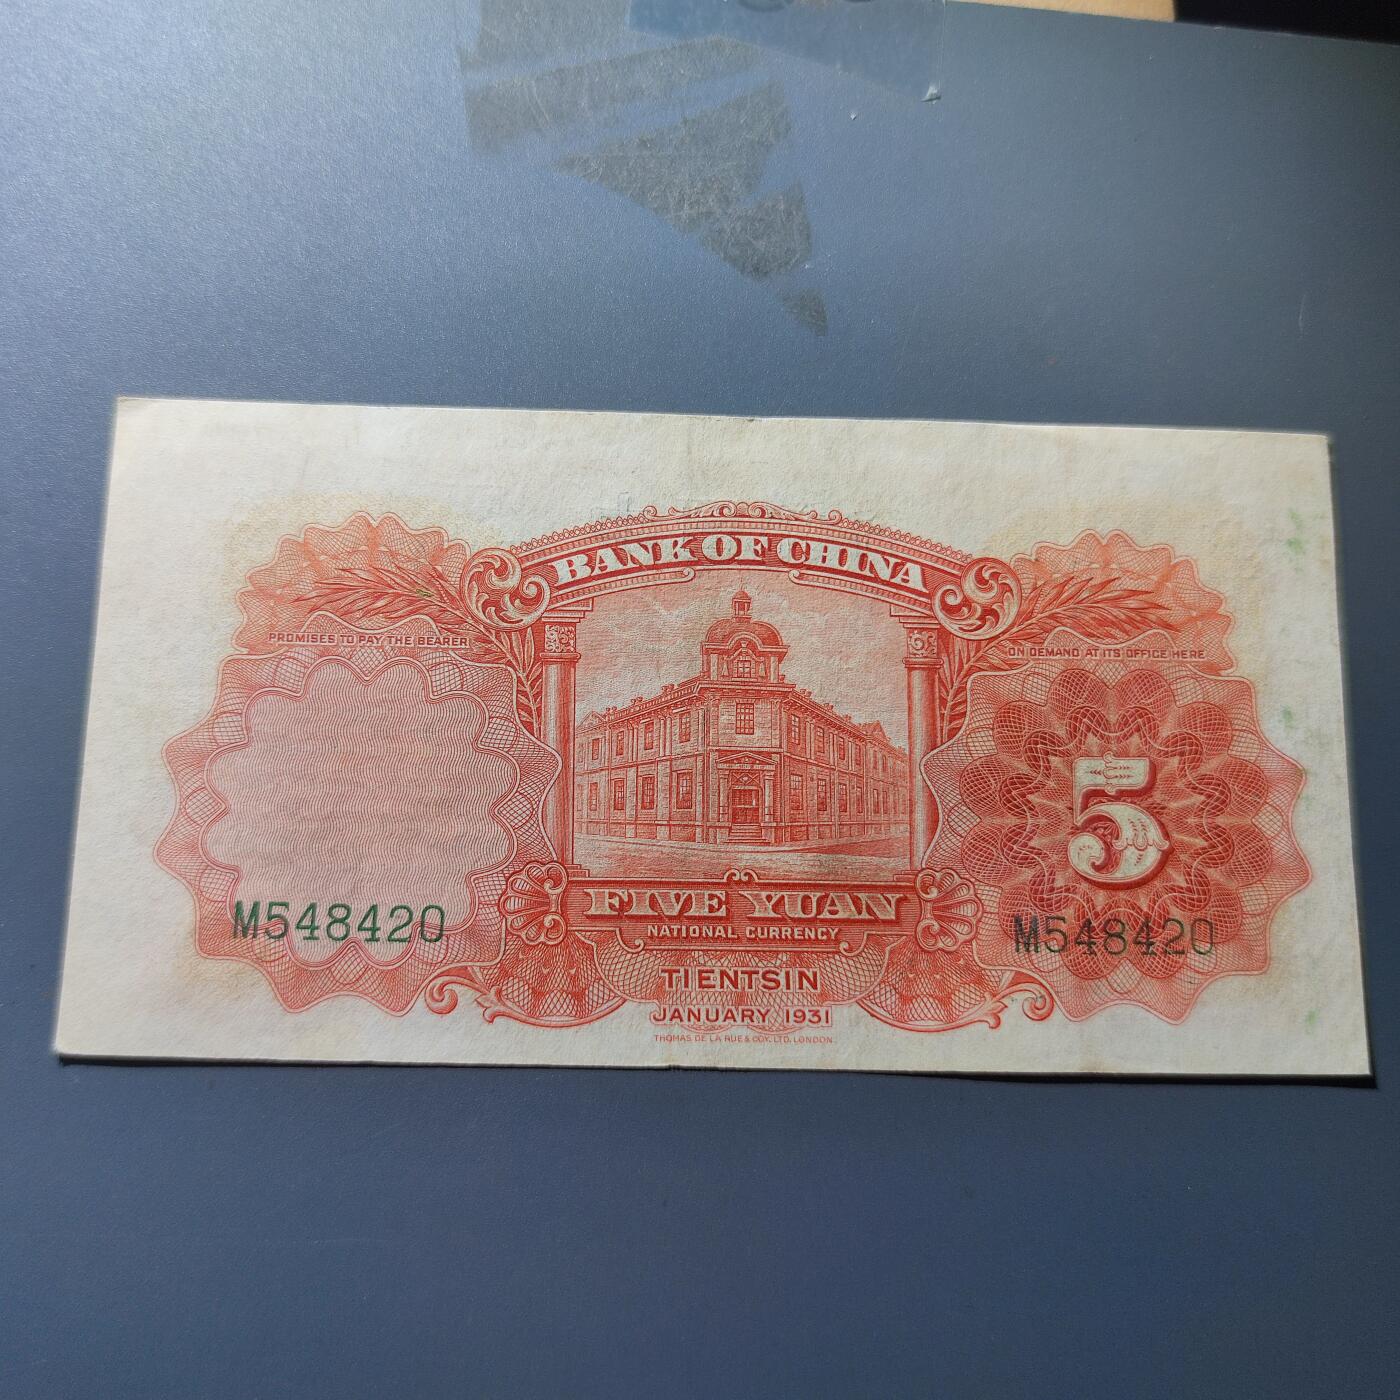 BANK OF CHINA
PROMISES TO PAY THE BEARER
ON DEMAND AT ITS OFFICE HERE
5
FIVE YUAN
M548420
M548420
NATIONAL CURRENCY
TIENTSIN
JANUARY 1931
THOMAS DE LA RUE & COY. LTD. LONDON.